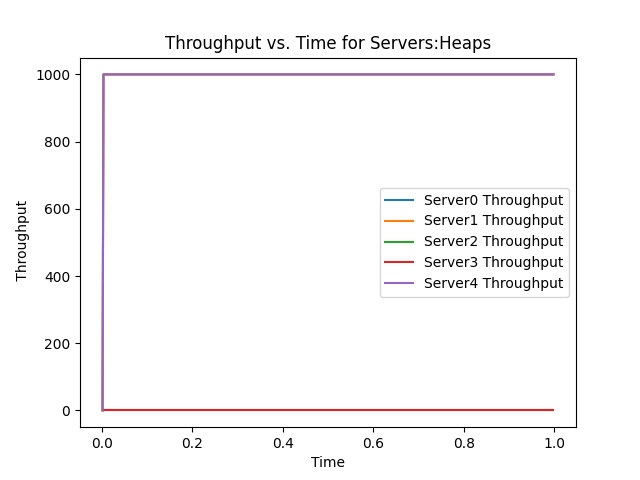 Throughput vs. Time for Servers:Heaps
Throughput
1000
800
600
400
200
0
0.0 0.2 0.4 0.6 0.8 1.0
Time
Server0 Throughput
Server1 Throughput
Server2 Throughput
Server3 Throughput
Server4 Throughput